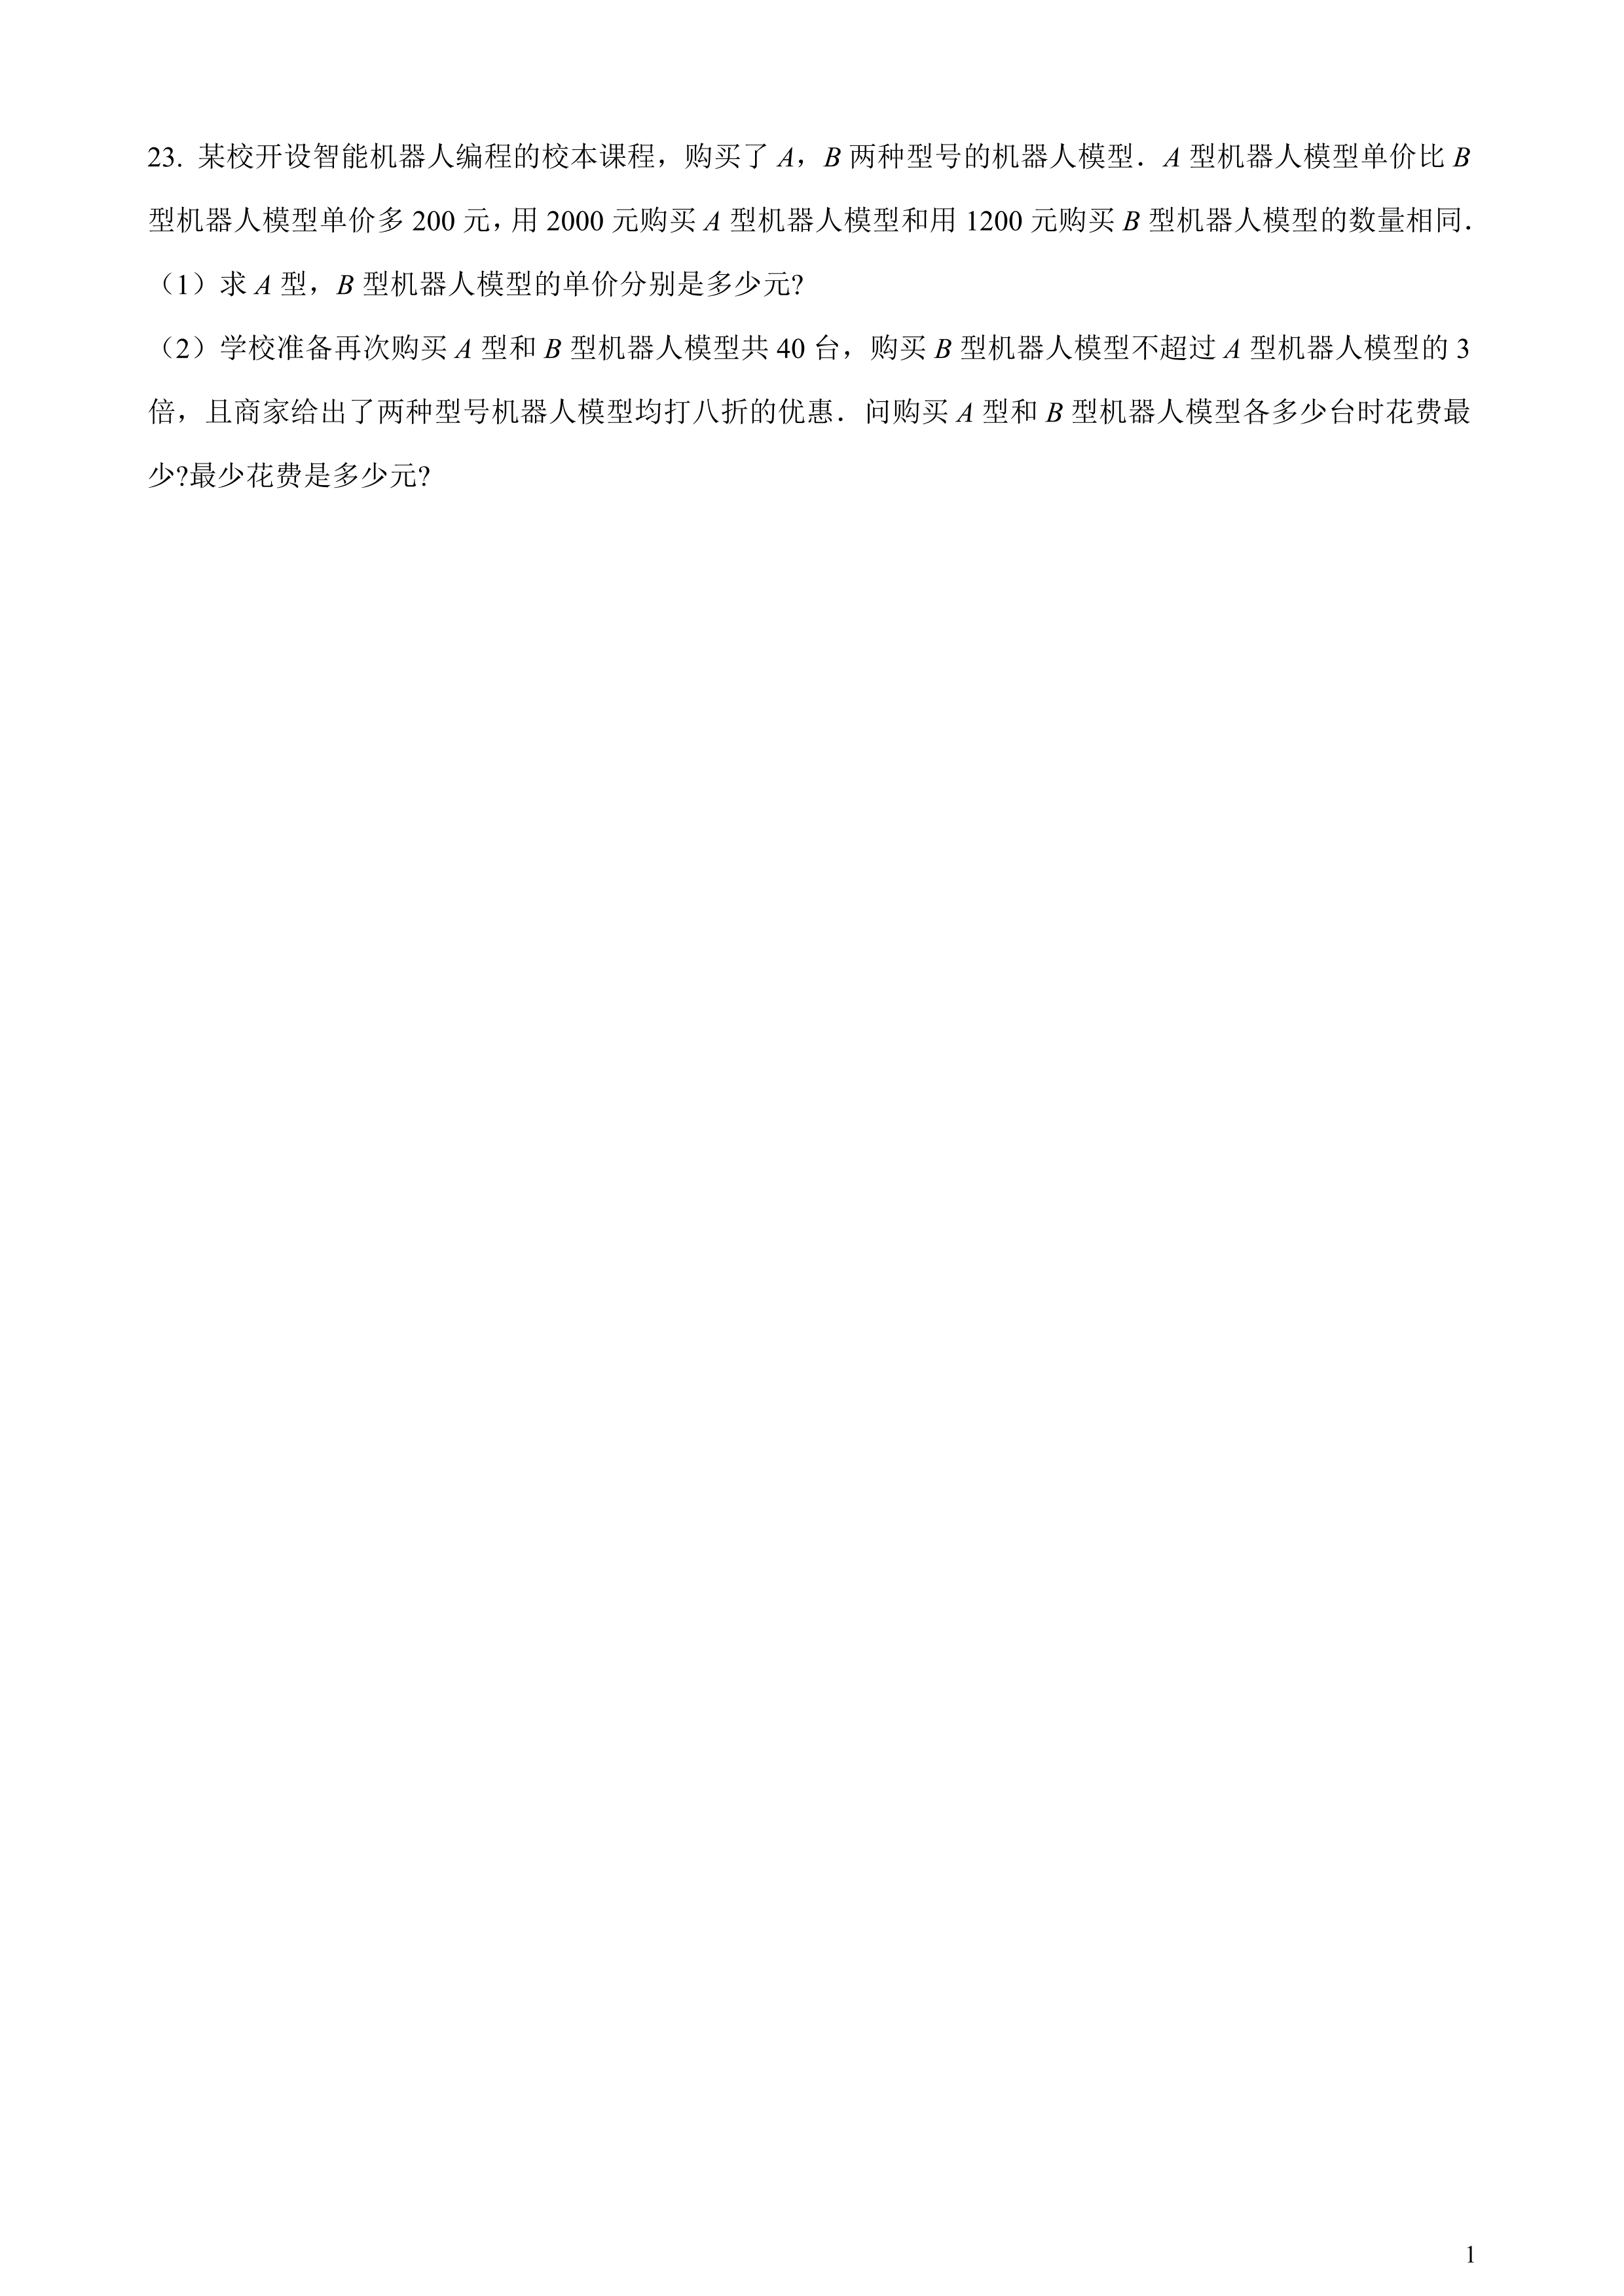 23. 某校开设智能机器人编程的校本课程，购买了 A，B 两种型号的机器人模型．A 型机器人模型单价比 B
型机器人模型单价多 200 元，用 2000 元购买 A 型机器人模型和用 1200 元购买 B 型机器人模型的数量相同．
（1）求 A 型，B 型机器人模型的单价分别是多少元?
（2）学校准备再次购买 A 型和 B 型机器人模型共 40 台，购买 B 型机器人模型不超过 A 型机器人模型的 3
倍，且商家给出了两种型号机器人模型均打八折的优惠．问购买 A 型和 B 型机器人模型各多少台时花费最
少?最少花费是多少元?
1